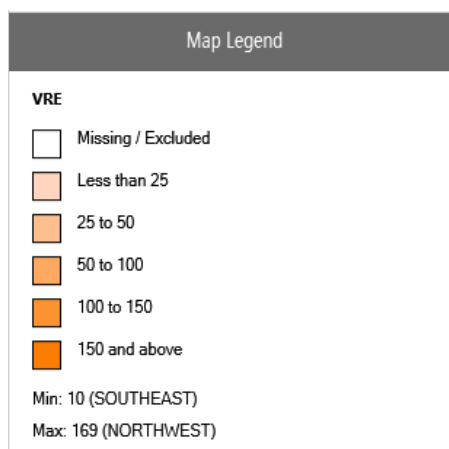 Map Legend
VRE
Missing / Excluded
Less than 25
25 to 50
50 to 100
100 to 150
150 and above
Min: 10 (SOUTHEAST)
Max: 169 (NORTHWEST)